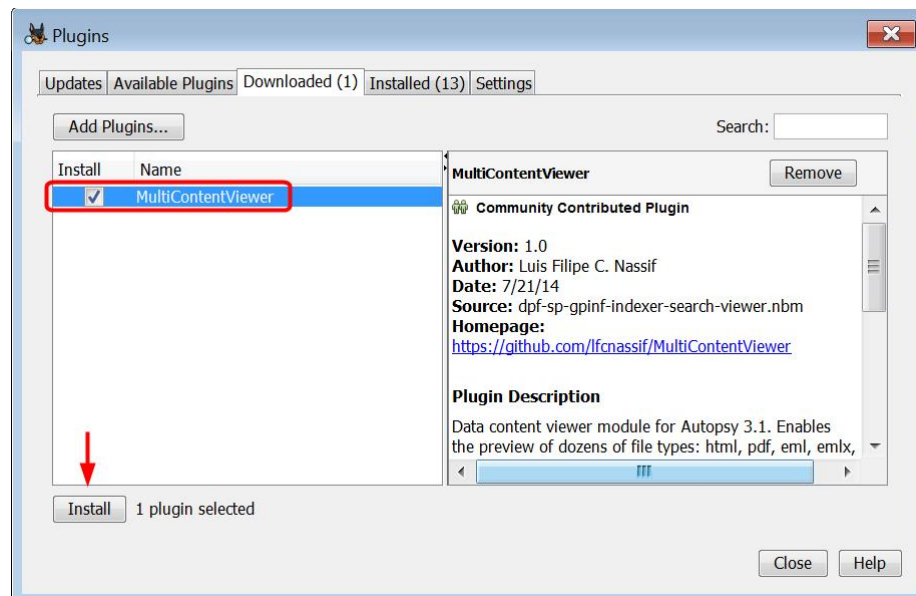 Plugins
Updates Available Plugins Downloaded (1) Installed (13) Settings
Add Plugins... Search:
Install Name
MultiContentViewer
MultiContentViewer Remove
Community Contributed Plugin
Version: 1.0
Author: Luis Filipe C. Nassif
Date: 7/21/14
Source: dpf-sp-gpinf-indexer-search-viewer.nbm
Homepage:
https://github.com/lfcnassif/MultiContentViewer
Plugin Description
Data content viewer module for Autopsy 3.1. Enables
the preview of dozens of file types: html, pdf, eml, emlx,
Install 1 plugin selected
Close Help